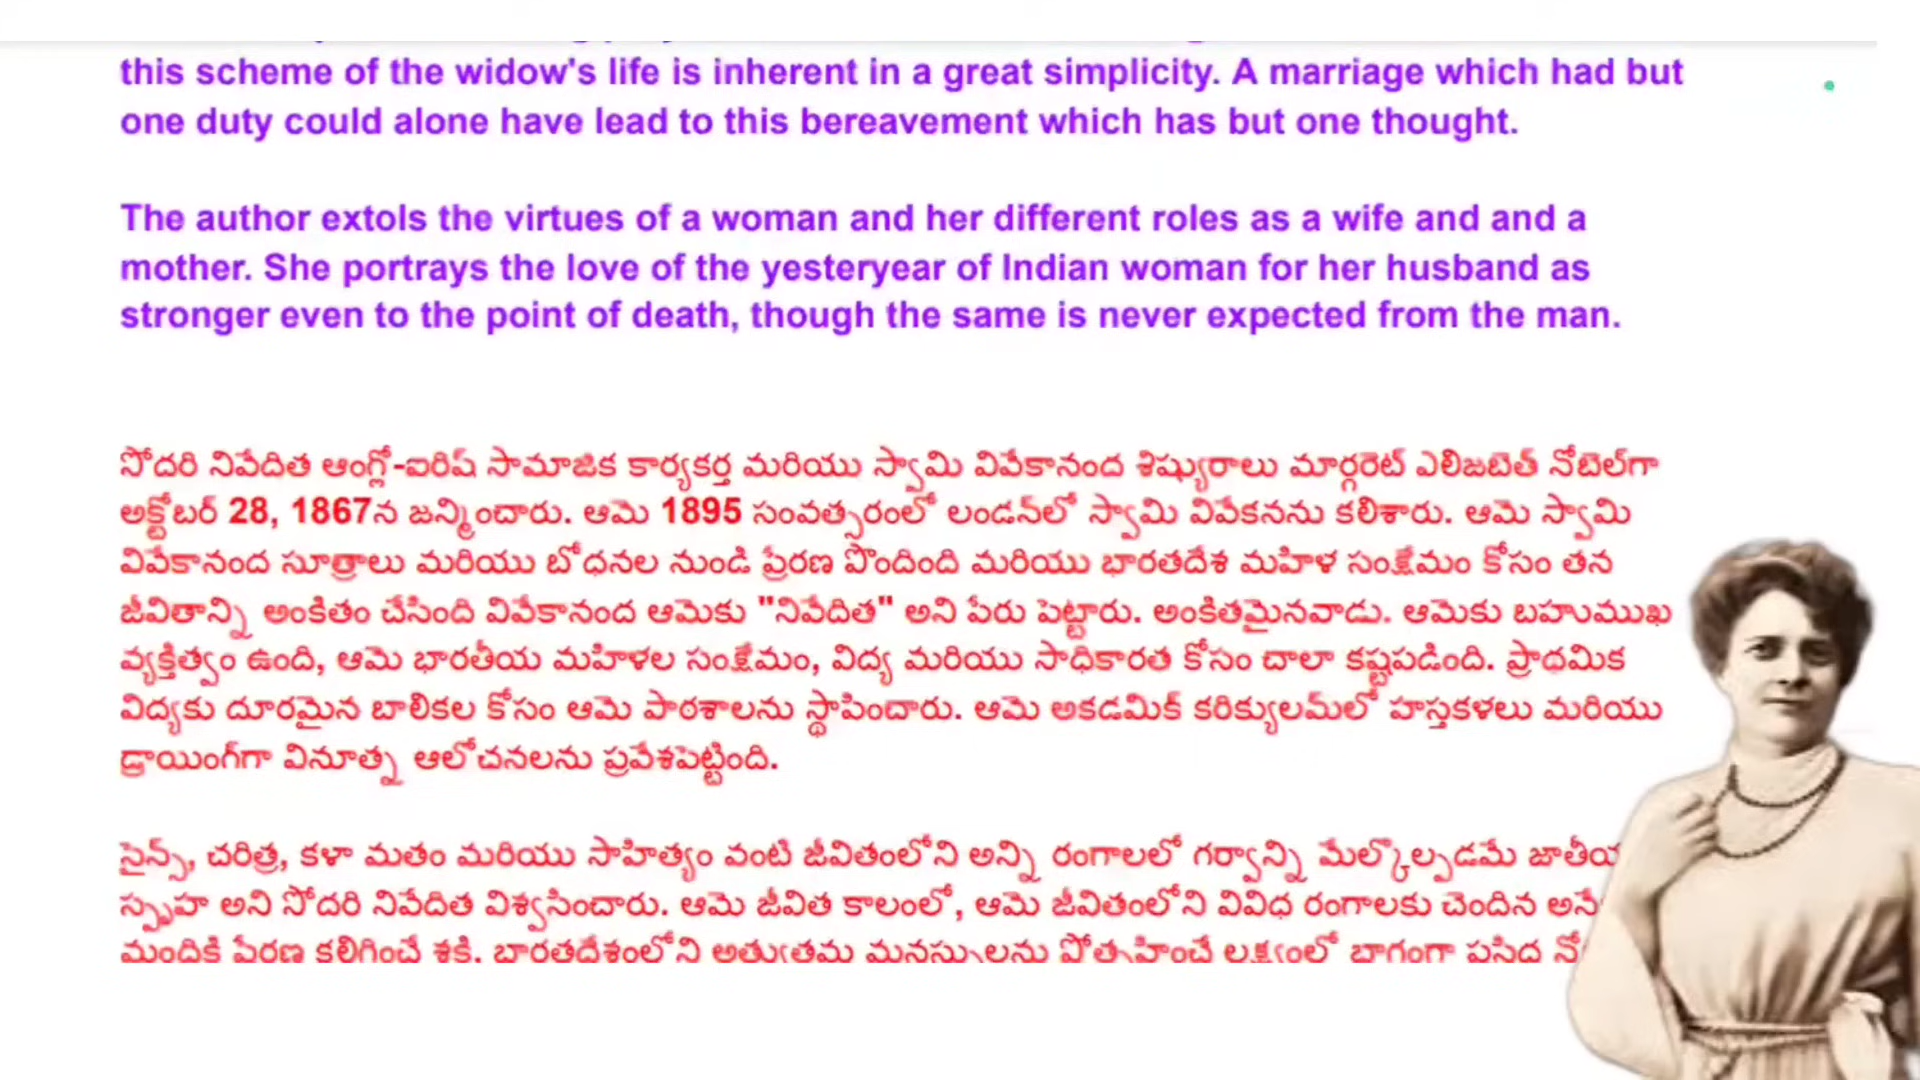 this scheme of the widow's life is inherent in a great simplicity. A marriage which had but
one duty could alone have lead to this bereavement which has but one thought.
The author extols the virtues of a woman and her different roles as a wife and and a
mother. She portrays the love of the yesteryear of Indian woman for her husband as
stronger even to the point of death, though the same is never expected from the man.
సోదరి నివేదిత ఆంగ్లో-ఐరిష్ సామాజిక కార్యకర్త మరియు స్వామి వివేకానంద శిష్యురాలు మార్గరెట్ ఎలిజబెత్ నోబెల్‌గా
అక్టోబర్ 28, 1867న జన్మించారు. ఆమె 1895 సంవత్సరంలో లండన్‌లో స్వామి వివేకనను కలిశారు. ఆమె స్వామి
వివేకానంద సూత్రాలు మరియు బోధనల నుండి ప్రేరణ పొందింది మరియు భారతదేశ మహిళ సంక్షేమం కోసం తన
జీవితాన్ని అంకితం చేసింది వివేకానంద ఆమెకు "నివేదిత" అని పేరు పెట్టారు. అంకితమైనవాడు. ఆమెకు బహుముఖ
వ్యక్తిత్వం ఉంది, ఆమె భారతీయ మహిళల సంక్షేమం, విద్య మరియు సాధికారత కోసం చాలా కష్టపడింది. ప్రాథమిక
విద్యకు దూరమైన బాలికల కోసం ఆమె పాఠశాలను స్థాపించారు. ఆమె అకడమిక్ కరిక్యులమ్‌లో హస్తకళలు మరియు
డ్రాయింగ్‌గా వినూత్న ఆలోచనలను ప్రవేశపెట్టింది.
సైన్స్, చరిత్ర, కళా మతం మరియు సాహిత్యం వంటి జీవితంలోని అన్ని రంగాలలో గర్వాన్ని మేల్కొల్పడమే జాతీయ
స్పృహ అని సోదరి నివేదిత విశ్వసించారు. ఆమె జీవిత కాలంలో, ఆమె జీవితంలోని వివిధ రంగాలకు చెందిన
మందికి ప్రేరణ కలిగించే శక్తి. భారతదేశంలోని అత్యుత్తమ మనస్సులను ప్రోత్సహించే లక్ష్యంలో భాగంగా ప్రసిద్ధ